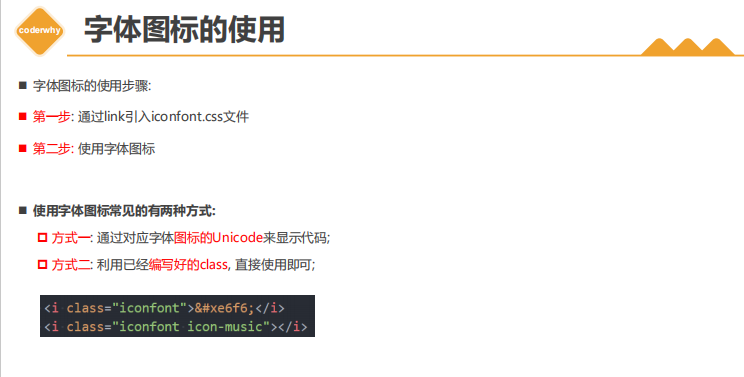 coderwhy
字体图标的使用
字体图标的使用步骤:
第一步: 通过link引入iconfont.css文件
第二步: 使用字体图标
使用字体图标常见的有两种方式:
方式一: 通过对应字体图标的Unicode来显示代码;
方式二: 利用已经编写好的class, 直接使用即可;
<i class="iconfont">&#xe6f6;</i>
<i class="iconfont icon-music"></i>